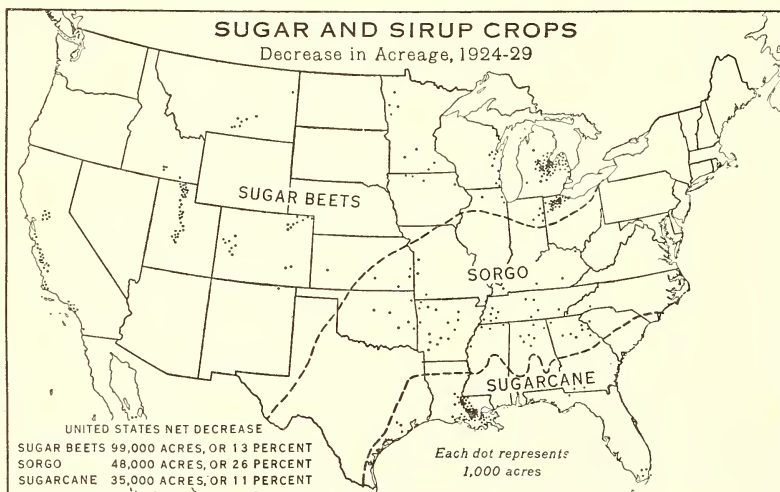 SUGAR AND SIRUP CROPS
Decrease in Acreage, 1924-29
SUGAR BEETS
SORGO
SUGARCANE
UNITED STATES NET DECREASE
SUGAR BEETS 99,000 ACRES, OR 13 PERCENT
SORGO 48,000 ACRES, OR 26 PERCENT
SUGARCANE 35,000 ACRES, OR 11 PERCENT
Each dot represents
1,000 acres